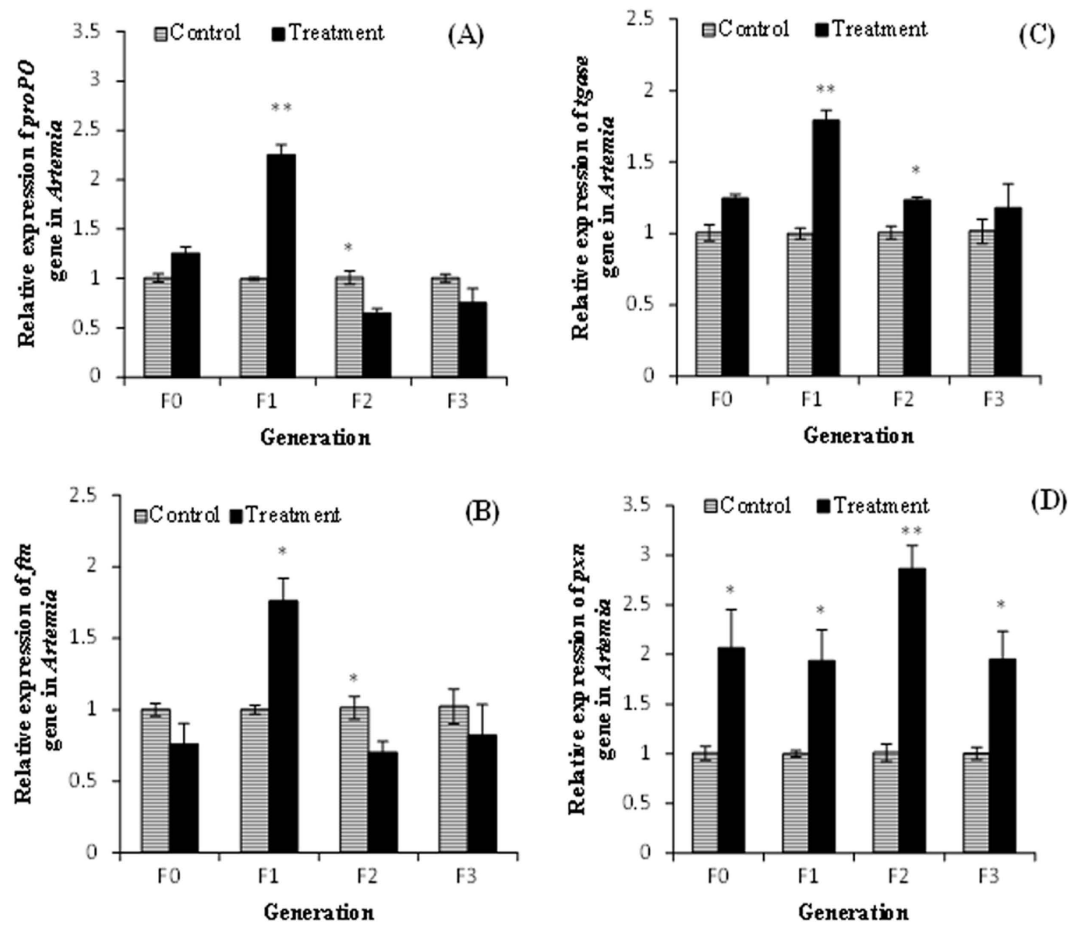 Relative expression f proPO
gene in Artemia
3.5
3
2.5
2
1.5
1
0.5
0
Control
Treatment
(A)
**
*
F0
F1
F2
F3
Generation
Relative expression of tgase
gene in Artemia
2.5
2
1.5
1
0.5
0
Control
Treatment
(C)
**
*
F0
F1
F2
F3
Generation
Relative expression of ftn
gene in Artemia
2.5
2
1.5
1
0.5
0
Control
Treatment
(B)
*
*
F0
F1
F2
F3
Generation
Relative expression of pxn
gene in Artemia
3.5
3
2.5
2
1.5
1
0.5
0
Control
Treatment
(D)
*
*
**
*
F0
F1
F2
F3
Generation